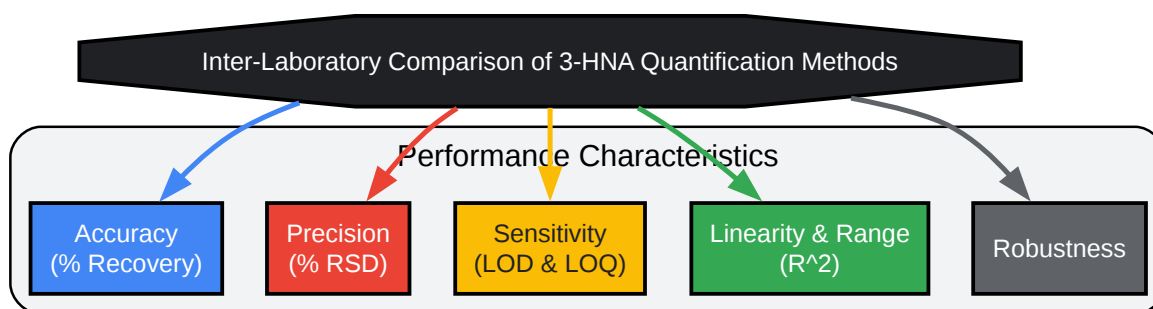 Inter-Laboratory Comparison of 3-HNA Quantification Methods
Performance Characteristics
Accuracy
(% Recovery)
Precision
(% RSD)
Sensitivity
(LOD & LOQ)
Linearity & Range
(R^2)
Robustness